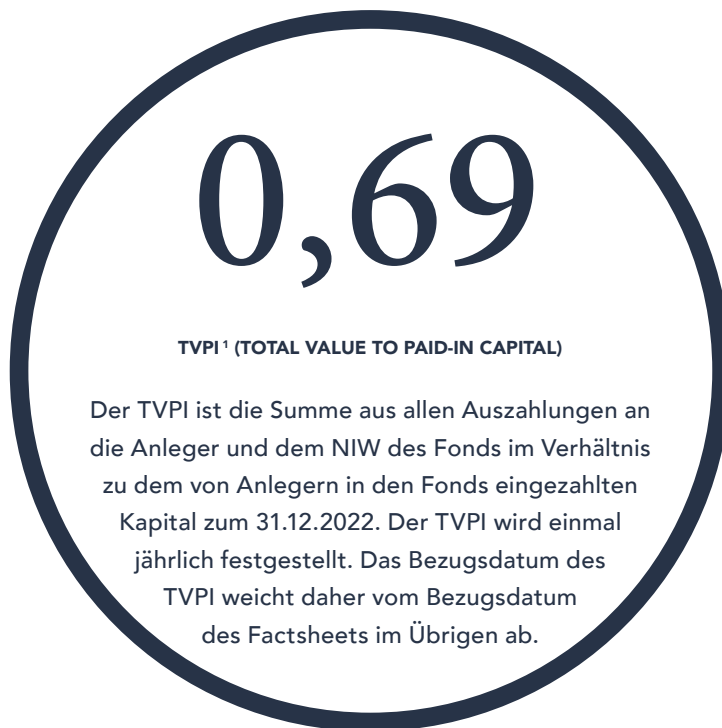 0,69
TVPI ¹ (TOTAL VALUE TO PAID-IN CAPITAL)
Der TVPI ist die Summe aus allen Auszahlungen an
die Anleger und dem NIW des Fonds im Verhältnis
zu dem von Anlegern in den Fonds eingezahlten
Kapital zum 31.12.2022. Der TVPI wird einmal
jährlich festgestellt. Das Bezugsdatum des
TVPI weicht daher vom Bezugsdatum
des Factsheets im Übrigen ab.